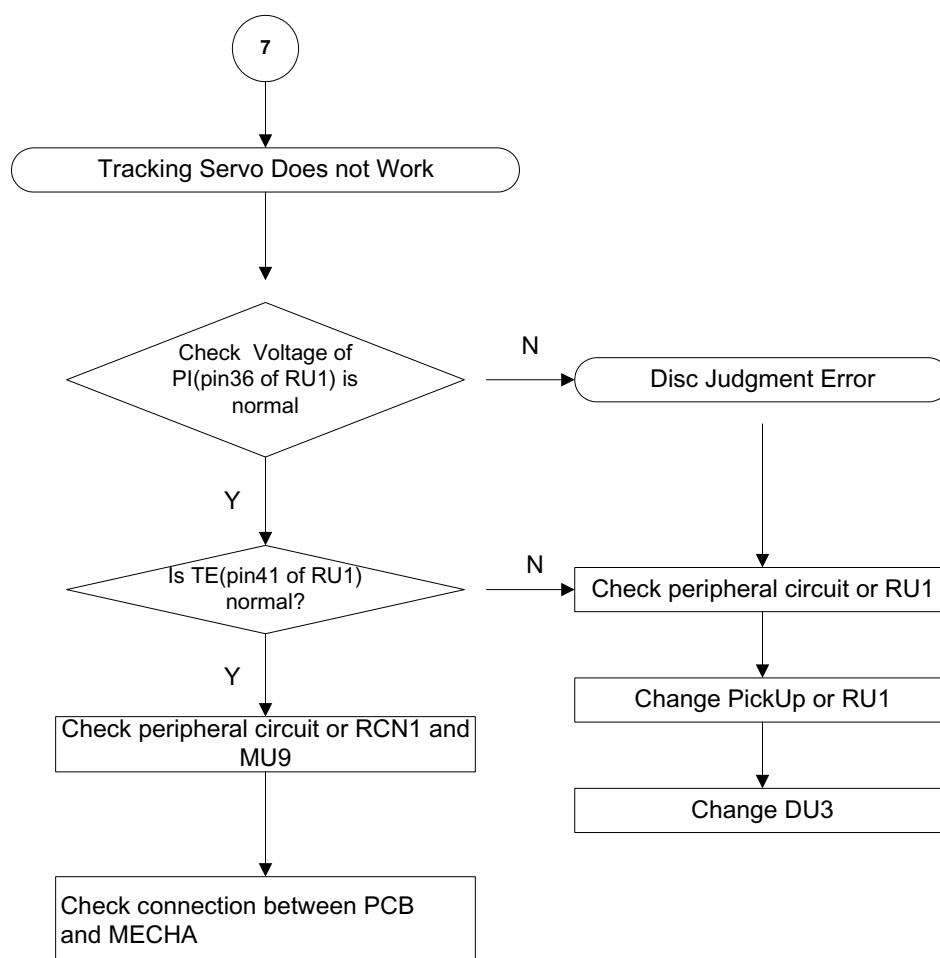 7
Tracking Servo Does not Work
Check Voltage of
PI(pin36 of RU1) is
normal
N
Disc Judgment Error
Y
Is TE(pin41 of RU1)
normal?
N
Check peripheral circuit or RU1
Y
Change PickUp or RU1
Check peripheral circuit or RCN1 and
MU9
Change DU3
Check connection between PCB
and MECHA